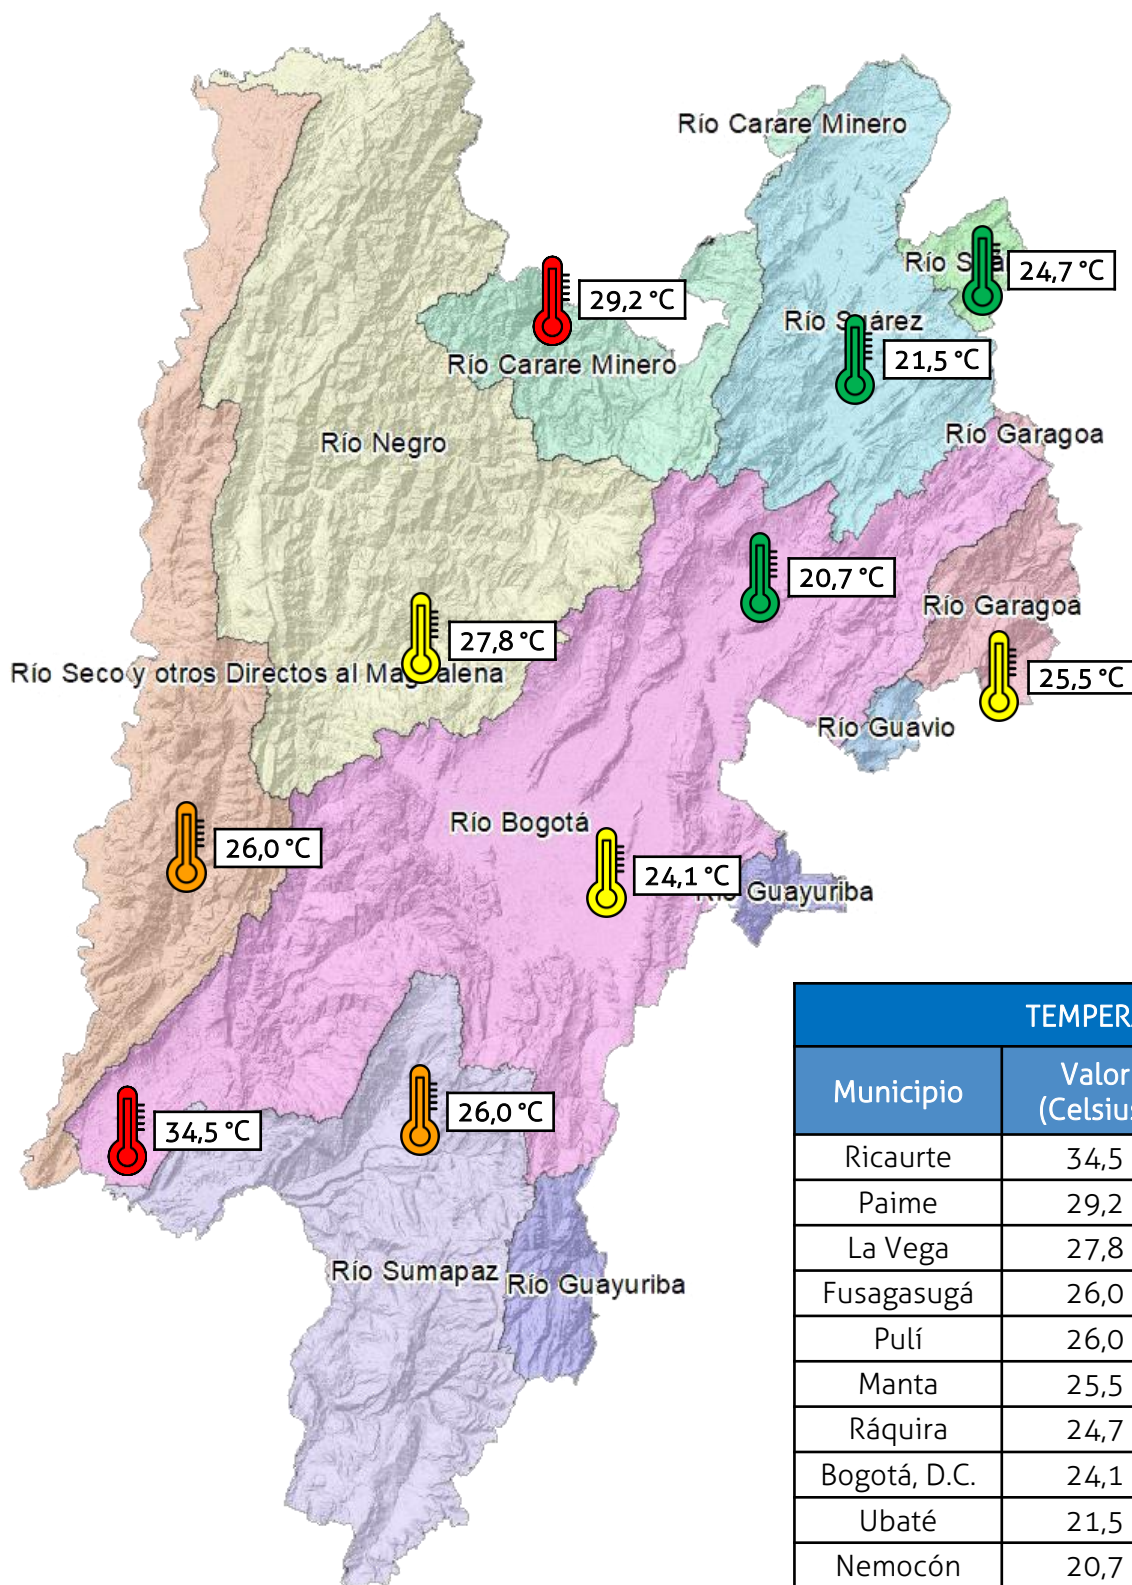 Río Carare Minero
Río S
24,7 °C
29,2 °C
Río Suárez
21,5 °C
Río Carare Minero
Río Negro
Río Garagoa
20,7 °C
Río Garagoa
27,8 °C
Río Seco y otros Directos al Magdalena
25,5 °C
Río Guavio
Río Bogotá
26,0 °C
24,1 °C
Río Guayuriba
26,0 °C
34,5 °C
Río Sumapaz
Río Guayuriba
TEMPERA
Municipio
Valor
(Celsius
Ricaurte 34,5
Paime 29,2
La Vega 27,8
Fusagasugá 26,0
Pulí 26,0
Manta 25,5
Ráquira 24,7
Bogotá, D.C. 24,1
Ubaté 21,5
Nemocón 20,7